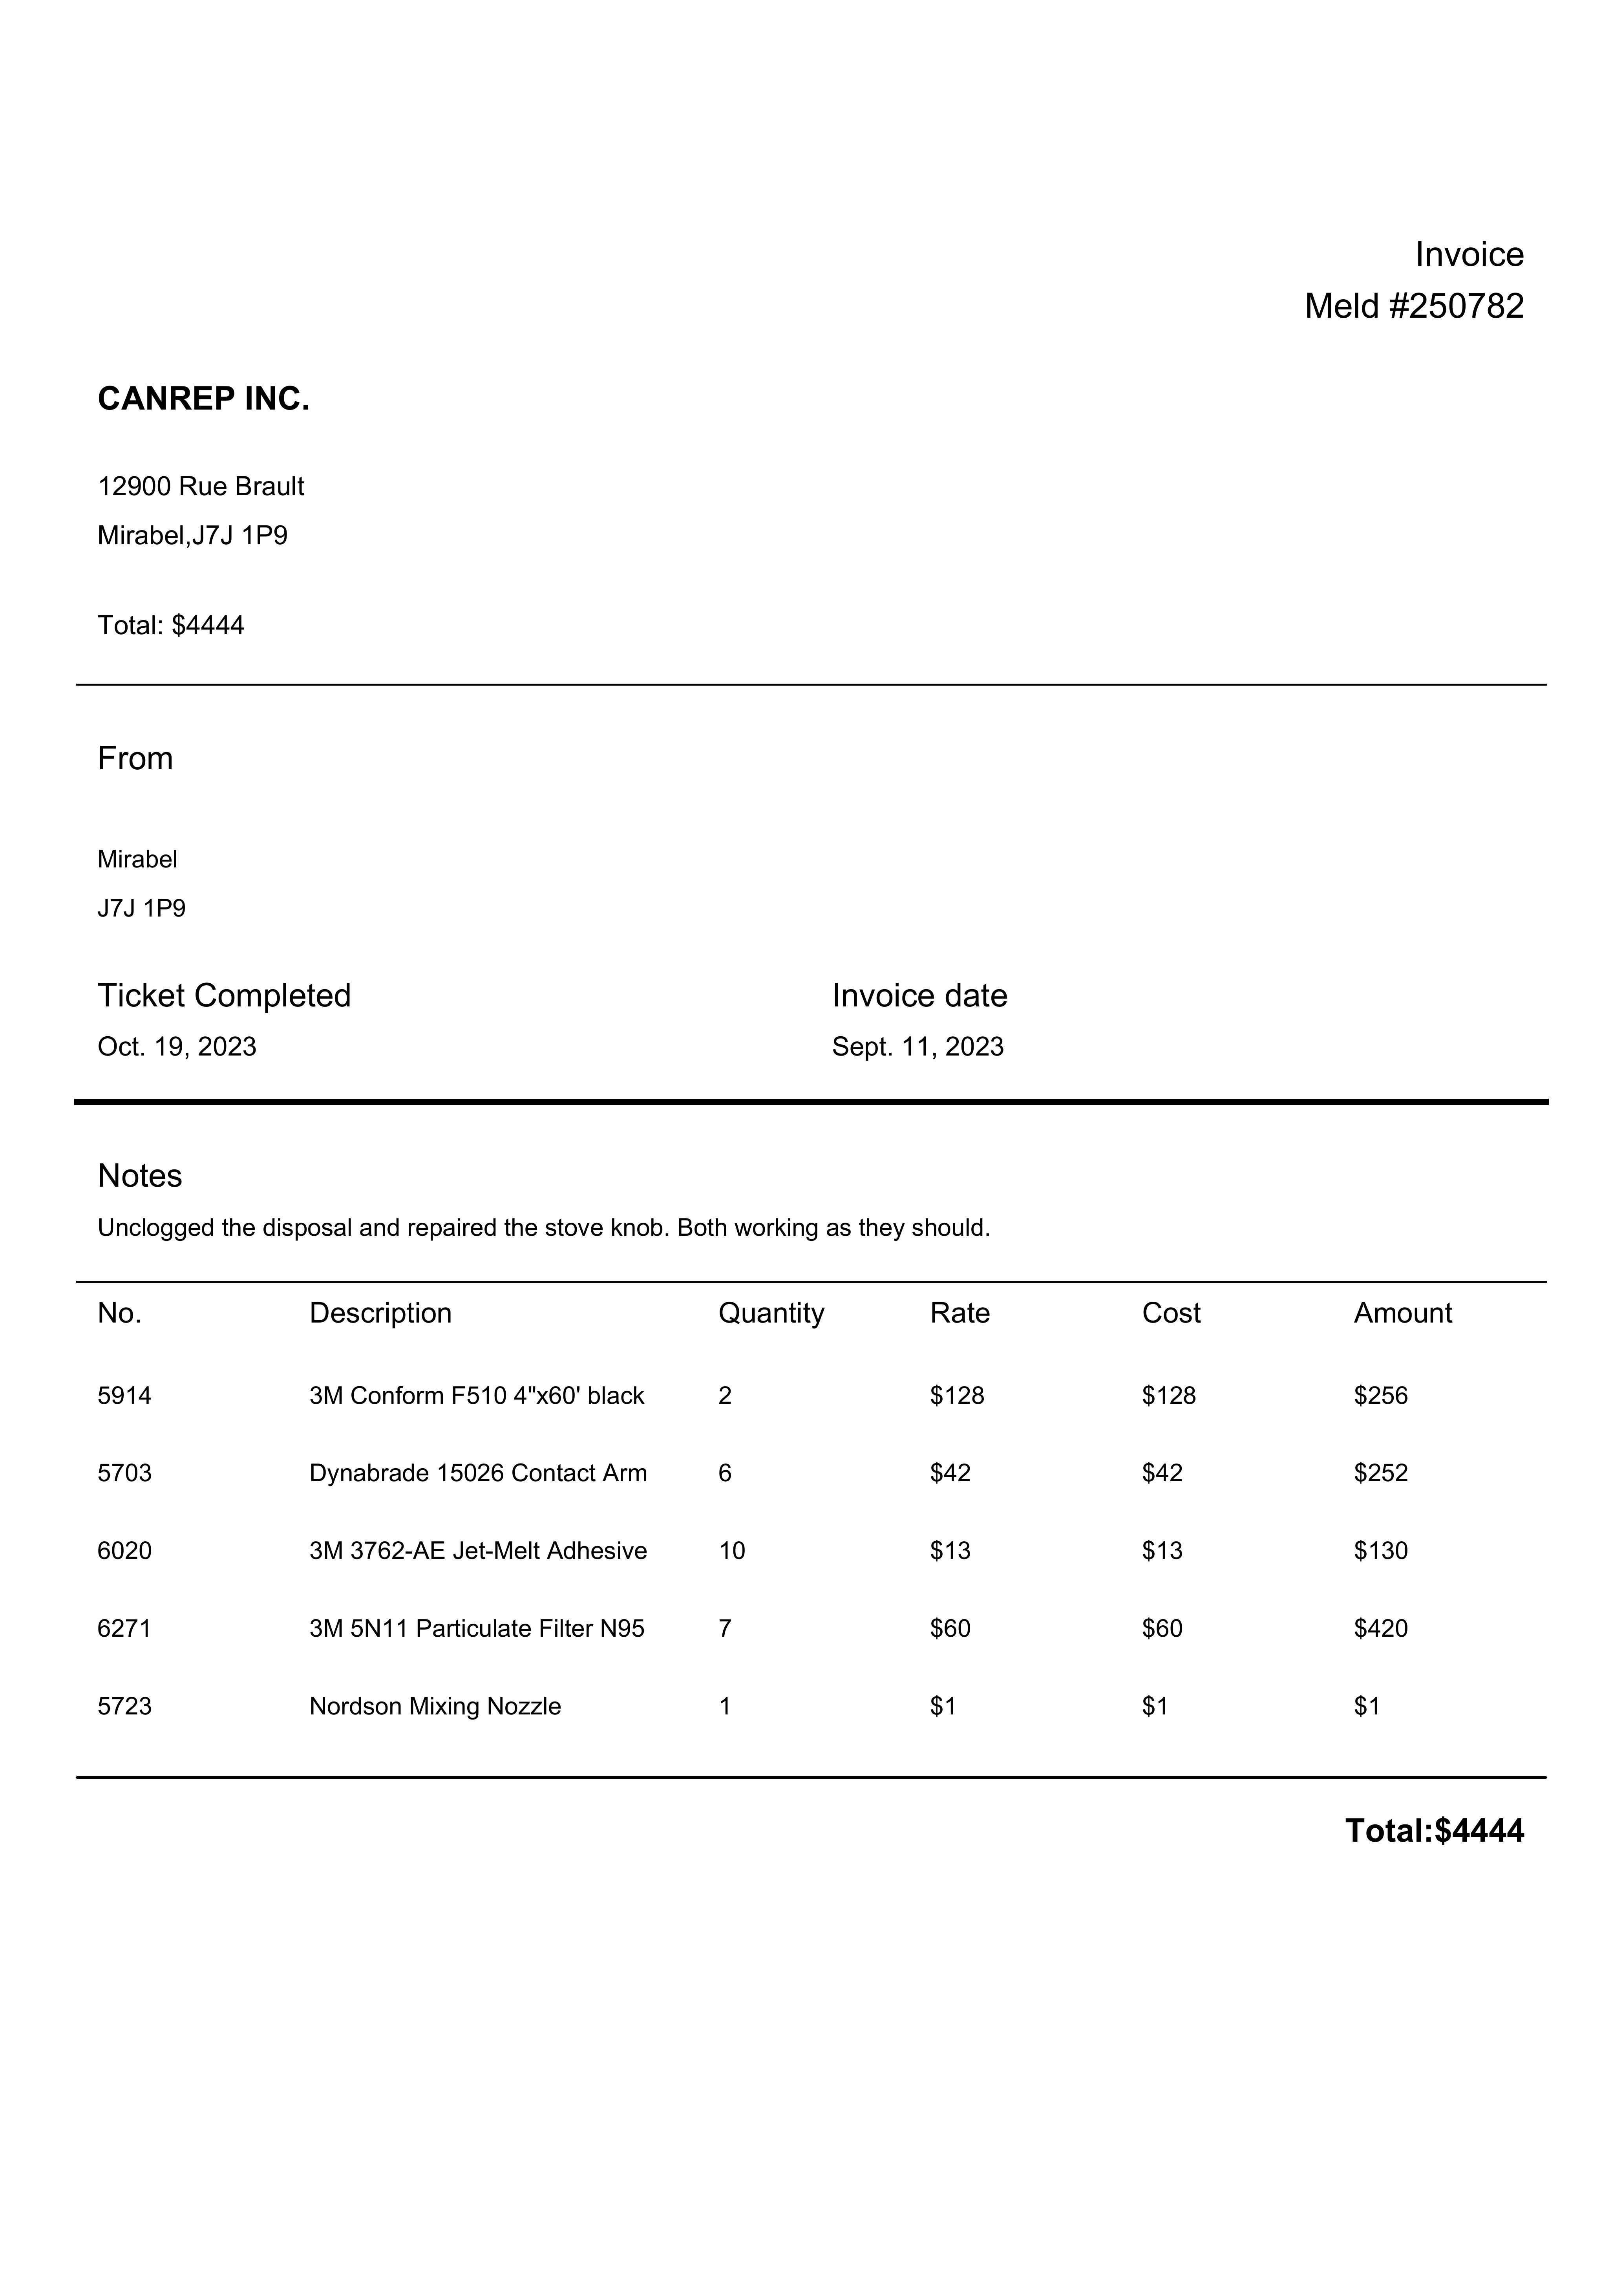 Invoice
Meld #250782
CANREP INC.
12900 Rue Brault
Mirabel,J7J 1P9
Total: $4444
From
Mirabel
J7J 1P9
Ticket Completed Invoice date
Oct. 19, 2023 Sept. 11, 2023
Notes
Unclogged the disposal and repaired the stove knob. Both working as they should.
No. Description Quantity Rate Cost Amount
5914 3M Conform F510 4"x60' black 2 $128 $128 $256
5703 Dynabrade 15026 Contact Arm 6 $42 $42 $252
6020 3M 3762-AE Jet-Melt Adhesive 10 $13 $13 $130
6271 3M 5N11 Particulate Filter N95 7 $60 $60 $420
5723 Nordson Mixing Nozzle 1 $1 $1 $1
Total:$4444